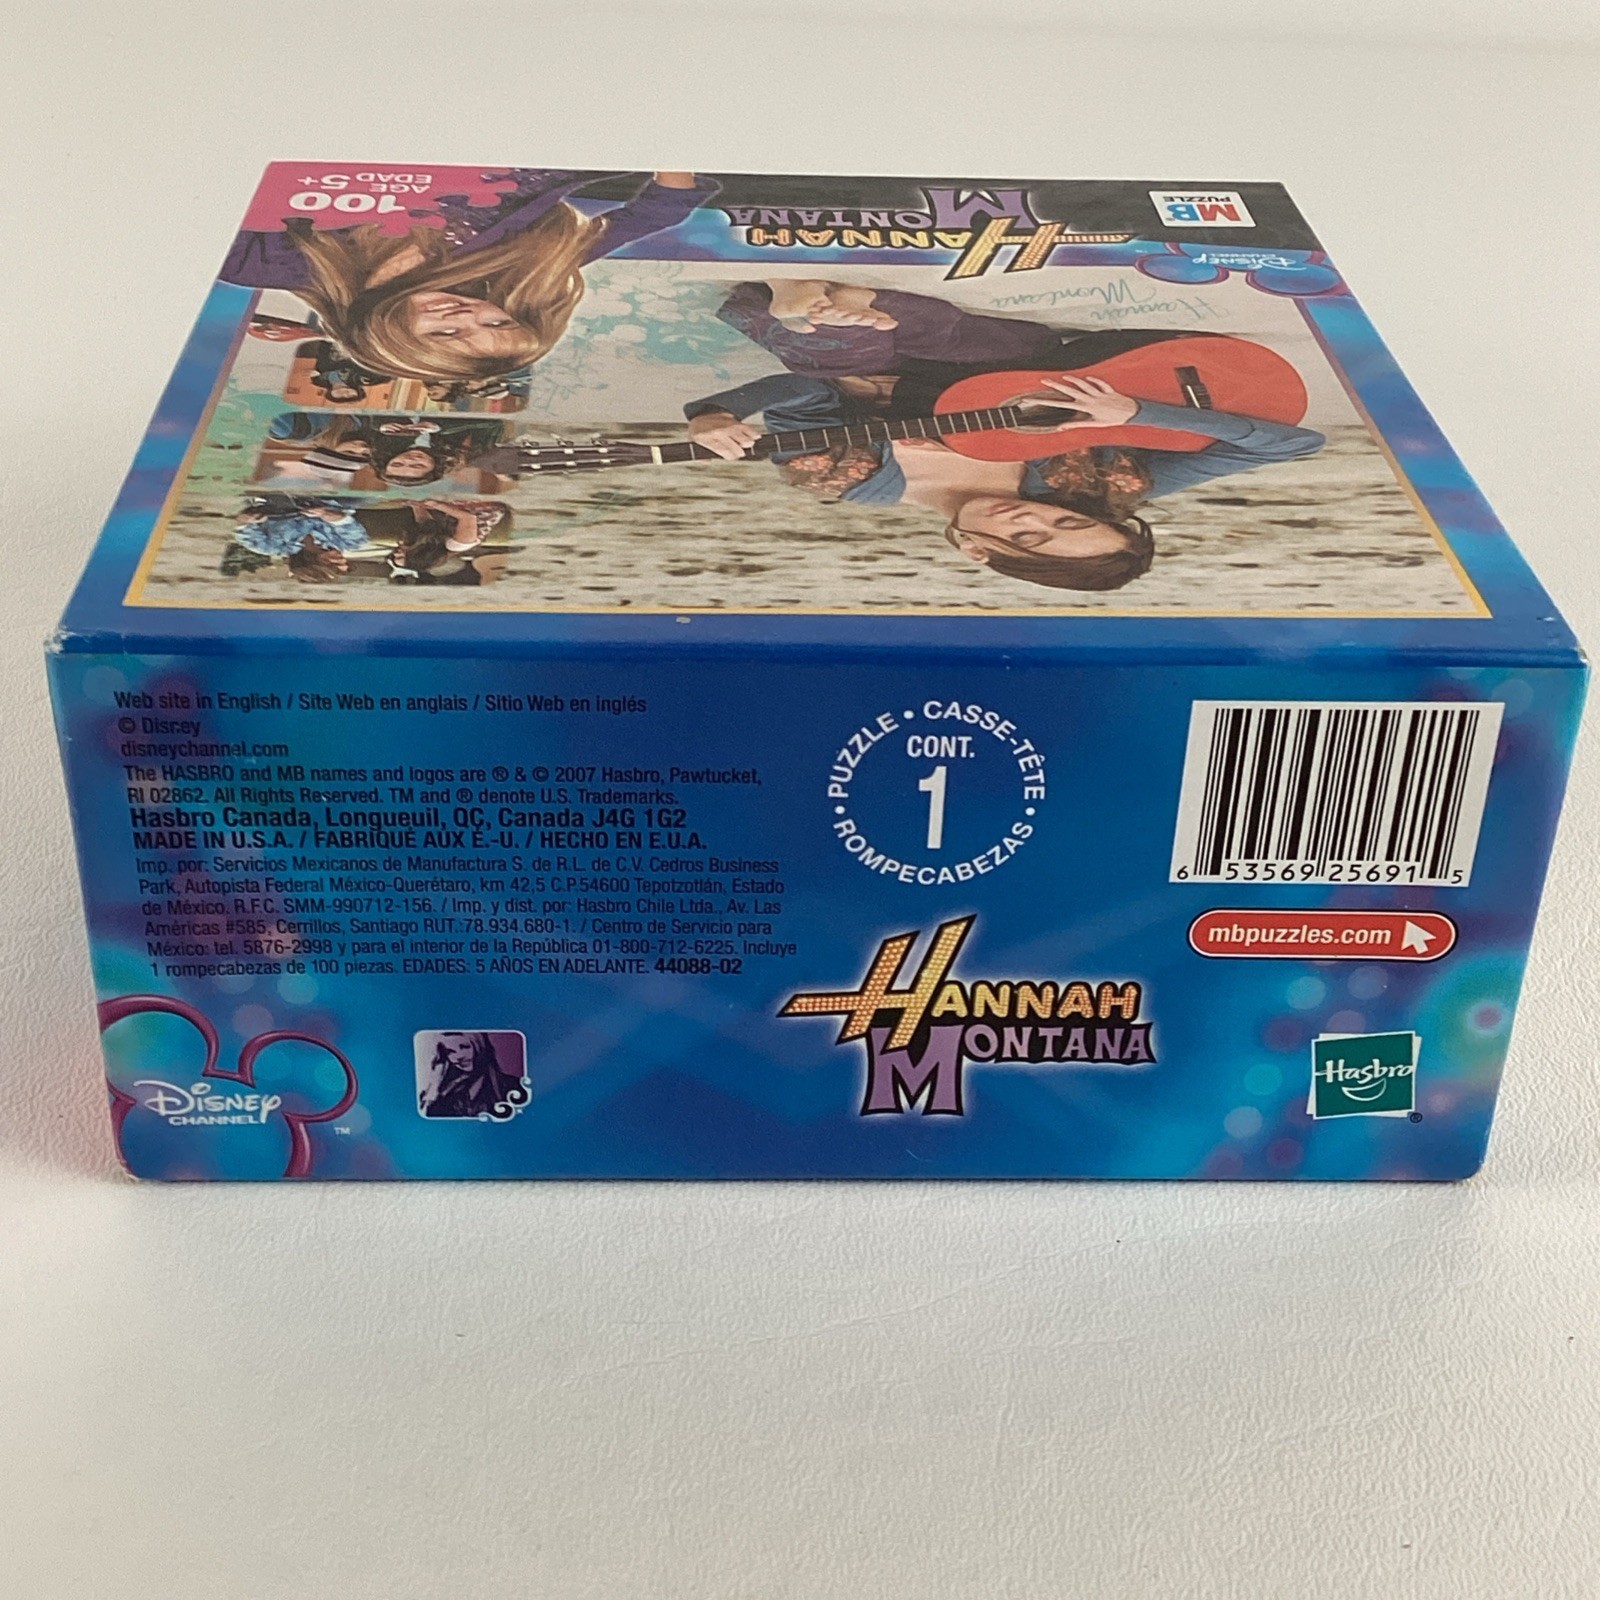 100
AGE 5+
EDAD
HANNAH
MONTANA
MB®
PUZZLE
Disney
CHANNEL
Hannah
Montana
Web site in English / Site Web en anglais / Sitio Web en inglés
© Disney
disneychannel.com
The HASBRO and MB names and logos are ® & © 2007 Hasbro, Pawtucket,
RI 02862. All Rights Reserved. TM and ® denote U.S. Trademarks.
Hasbro Canada, Longueuil, QC, Canada J4G 1G2
MADE IN U.S.A. / FABRIQUÉ AUX É.-U. / HECHO EN E.U.A.
Imp. por: Servicios Mexicanos de Manufactura S. de R.L. de C.V. Cedros Business
Park, Autopista Federal México-Querétaro, km 42,5 C.P.54600 Tepotzotlán, Estado
de México. R.F.C. SMM-990712-156. / Imp. y dist. por: Hasbro Chile Ltda., Av. Las
Américas #585, Cerrillos, Santiago RUT.:78.934.680-1. / Centro de Servicio para
México: tel. 5876-2998 y para el interior de la República 01-800-712-6225. Incluye
1 rompecabezas de 100 piezas. EDADES: 5 AÑOS EN ADELANTE. 44088-02
PUZZLE • CASSE-TÊTE • ROMPECABEZAS •
CONT.
1
6 53569 25691 5
mbpuzzles.com
HANNAH
MONTANA
Disney
CHANNEL
TM
Hasbro
®